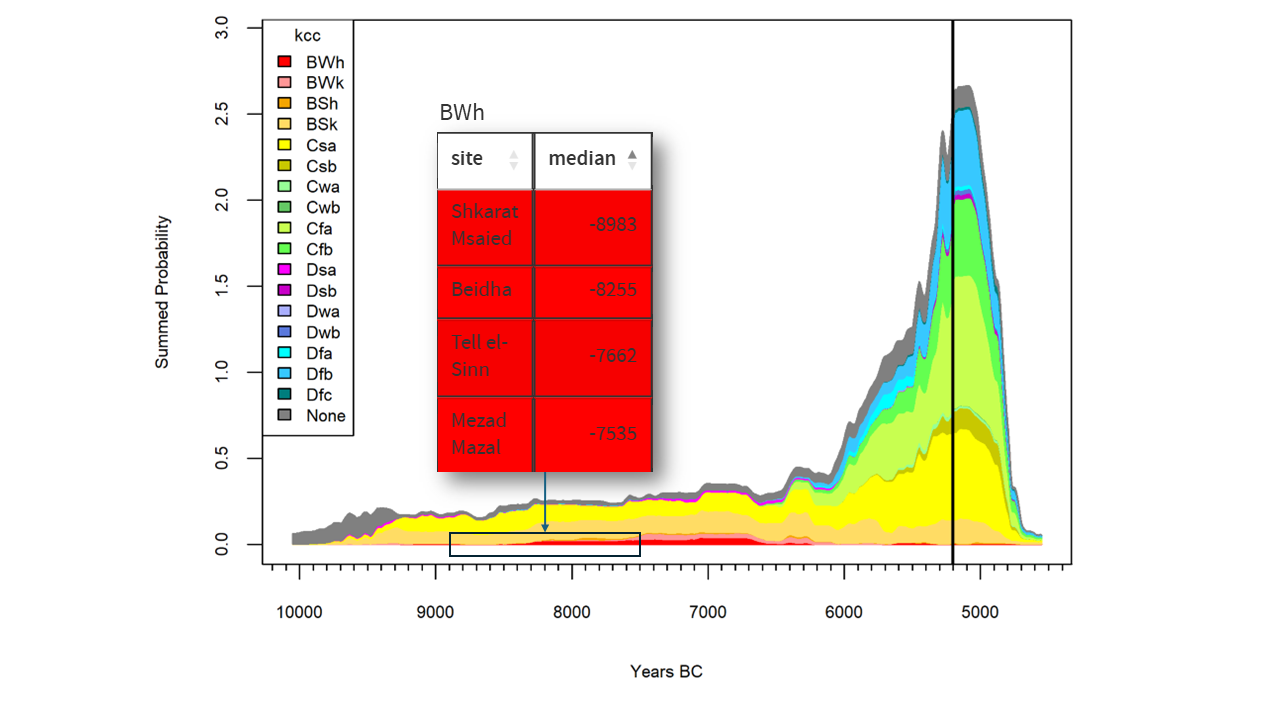 3.0
2.5
2.0
1.5
1.0
0.5
0.0
Summed Probability
kcc
BWh
BWk
BSh
BSk
Csa
Csb
Cwa
Cwb
Cfa
Cfb
Dsa
Dsb
Dwa
Dwb
Dfa
Dfb
Dfc
None
BWh
site median
Shkarat
Msaied -8983
Beidha -8255
Tell el-
Sinn -7662
Mezad
Mazal -7535
10000 9000 8000 7000 6000 5000
Years BC